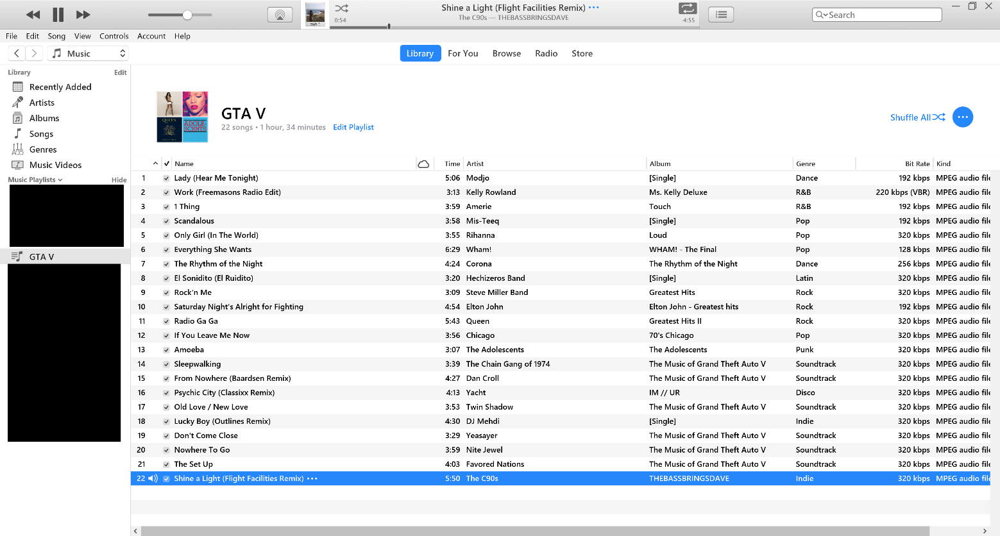 Shine a Light (Flight Facilities Remix) •••
The C90s — THEBASSBRINGSDAVE
0:54
-4:55
Search
File Edit Song View Controls Account Help
Music
Library For You Browse Radio Store
Library Edit
Recently Added
Artists
Albums
Songs
Genres
Music Videos
Music Playlists Hide
GTA V
QUEEN
ADOLESCENTS
GTA V
22 songs • 1 hour, 34 minutes Edit Playlist
Shuffle All
Name Time Artist Album Genre Bit Rate Kind
1 Lady (Hear Me Tonight) 5:06 Modjo [Single] Dance 192 kbps MPEG audio file
2 Work (Freemasons Radio Edit) 3:13 Kelly Rowland Ms. Kelly Deluxe R&B 220 kbps (VBR) MPEG audio file
3 1 Thing 3:59 Amerie Touch R&B 192 kbps MPEG audio file
4 Scandalous 3:58 Mis-Teeq [Single] Pop 192 kbps MPEG audio file
5 Only Girl (In The World) 3:55 Rihanna Loud Pop 320 kbps MPEG audio file
6 Everything She Wants 6:29 Wham! WHAM! - The Final Pop 128 kbps MPEG audio file
7 The Rhythm of the Night 4:24 Corona The Rhythm of the Night Dance 256 kbps MPEG audio file
8 El Sonidito (El Ruidito) 3:20 Hechizeros Band [Single] Latin 320 kbps MPEG audio file
9 Rock'n Me 3:09 Steve Miller Band Greatest Hits Rock 320 kbps MPEG audio file
10 Saturday Night's Alright for Fighting 4:54 Elton John Elton John - Greatest hits Rock 192 kbps MPEG audio file
11 Radio Ga Ga 5:43 Queen Greatest Hits II Rock 320 kbps MPEG audio file
12 If You Leave Me Now 3:56 Chicago 70's Chicago Pop 320 kbps MPEG audio file
13 Amoeba 3:07 The Adolescents The Adolescents Punk 320 kbps MPEG audio file
14 Sleepwalking 3:39 The Chain Gang of 1974 The Music of Grand Theft Auto V Soundtrack 320 kbps MPEG audio file
15 From Nowhere (Baardsen Remix) 4:27 Dan Croll The Music of Grand Theft Auto V Soundtrack 320 kbps MPEG audio file
16 Psychic City (Classixx Remix) 4:13 Yacht IM // UR Disco 320 kbps MPEG audio file
17 Old Love / New Love 3:53 Twin Shadow The Music of Grand Theft Auto V Soundtrack 320 kbps MPEG audio file
18 Lucky Boy (Outlines Remix) 4:30 DJ Mehdi [Single] Indie 320 kbps MPEG audio file
19 Don't Come Close 3:29 Yeasayer The Music of Grand Theft Auto V Soundtrack 320 kbps MPEG audio file
20 Nowhere To Go 3:59 Nite Jewel The Music of Grand Theft Auto V Soundtrack 320 kbps MPEG audio file
21 The Set Up 4:03 Favored Nations The Music of Grand Theft Auto V Soundtrack 320 kbps MPEG audio file
22 Shine a Light (Flight Facilities Remix) ••• 5:50 The C90s THEBASSBRINGSDAVE Indie 320 kbps MPEG audio file